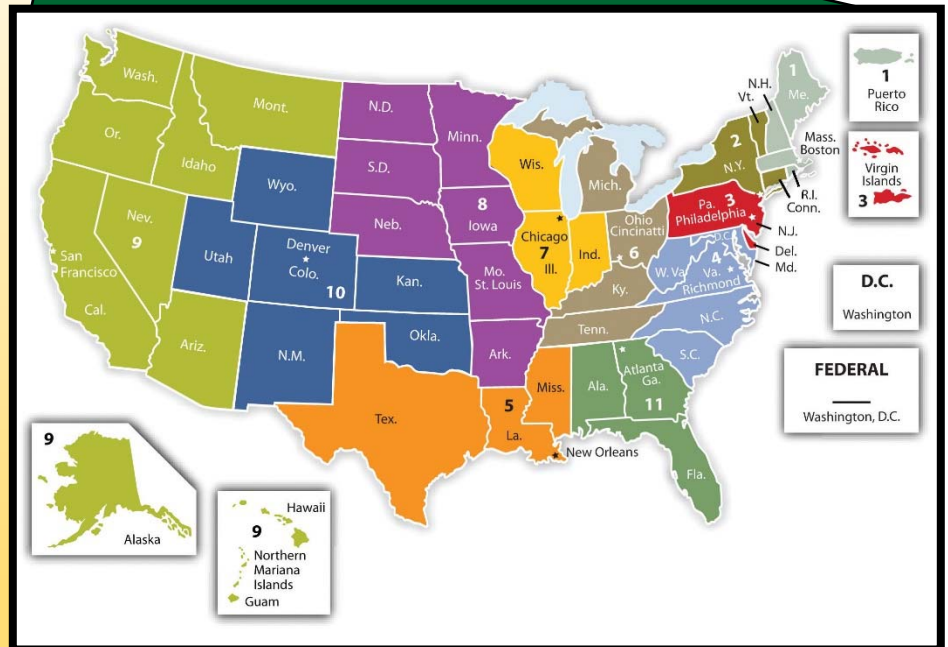 Wash.
Mont.
Or.
Idaho
Wyo.
Nev.
9
San
Francisco
Cal.
Utah
Denver
Colo.
10
Ariz.
N.M.
N.D.
S.D.
Neb.
Kan.
Okla.
Tex.
Minn.
8
Iowa
Mo.
St. Louis
Ark.
5
La.
Miss.
New Orleans
Wis.
Chicago
7
Ill.
Ind.
Mich.
Ohio
Cincinatti
6
Ky.
Tenn.
Ala.
Atlanta
Ga.
11
Fla.
W. Va.
4
Va.
Richmond
D.C.
N.C.
S.C.
Pa.
3
Philadelphia
2
N.Y.
Vt.
N.H.
1
Me.
Mass.
Boston
R.I.
Conn.
N.J.
Del.
Md.
1
Puerto
Rico
Virgin
Islands
3
D.C.
Washington
FEDERAL
Washington, D.C.
9
Alaska
Hawaii
9
Northern
Mariana
Islands
Guam